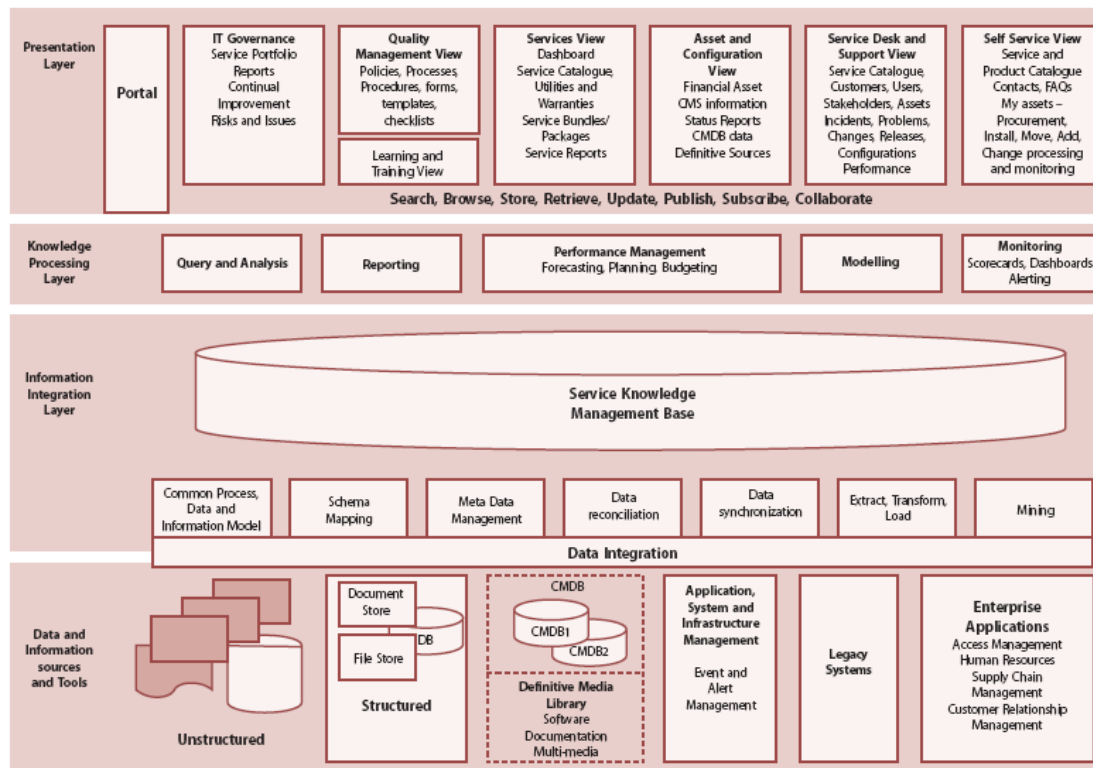 Presentation
Layer
Portal
IT Governance
Service Portfolio
Reports
Continual
Improvement
Risks and Issues
Quality
Management View
Policies, Processes,
Procedures, forms,
templates,
checklists
Learning and
Training View
Services View
Dashboard
Service Catalogue,
Utilities and
Warranties
Service Bundles/
Packages
Service Reports
Asset and
Configuration
View
Financial Asset
CMS information
Status Reports
CMDB data
Definitive Sources
Service Desk and
Support View
Service Catalogue,
Customers, Users,
Stakeholders, Assets
Incidents, Problems,
Changes, Releases,
Configurations
Performance
Self Service View
Service and
Product Catalogue
Contacts, FAQs
My assets –
Procurement,
Install, Move, Add,
Change processing
and monitoring
Search, Browse, Store, Retrieve, Update, Publish, Subscribe, Collaborate
Knowledge
Processing
Layer
Query and Analysis
Reporting
Performance Management
Forecasting, Planning, Budgeting
Modelling
Monitoring
Scorecards, Dashboards
Alerting
Information
Integration
Layer
Service Knowledge
Management Base
Common Process,
Data and
Information Model
Schema
Mapping
Meta Data
Management
Data
reconciliation
Data
synchronization
Extract, Transform,
Load
Mining
Data Integration
Data and
Information
sources
and Tools
Unstructured
Document
Store
DB
File Store
Structured
CMDB
CMDB1
CMDB2
Definitive Media
Library
Software
Documentation
Multi-media
Application,
System and
Infrastructure
Management
Event and
Alert
Management
Legacy
Systems
Enterprise
Applications
Access Management
Human Resources
Supply Chain
Management
Customer Relationship
Management